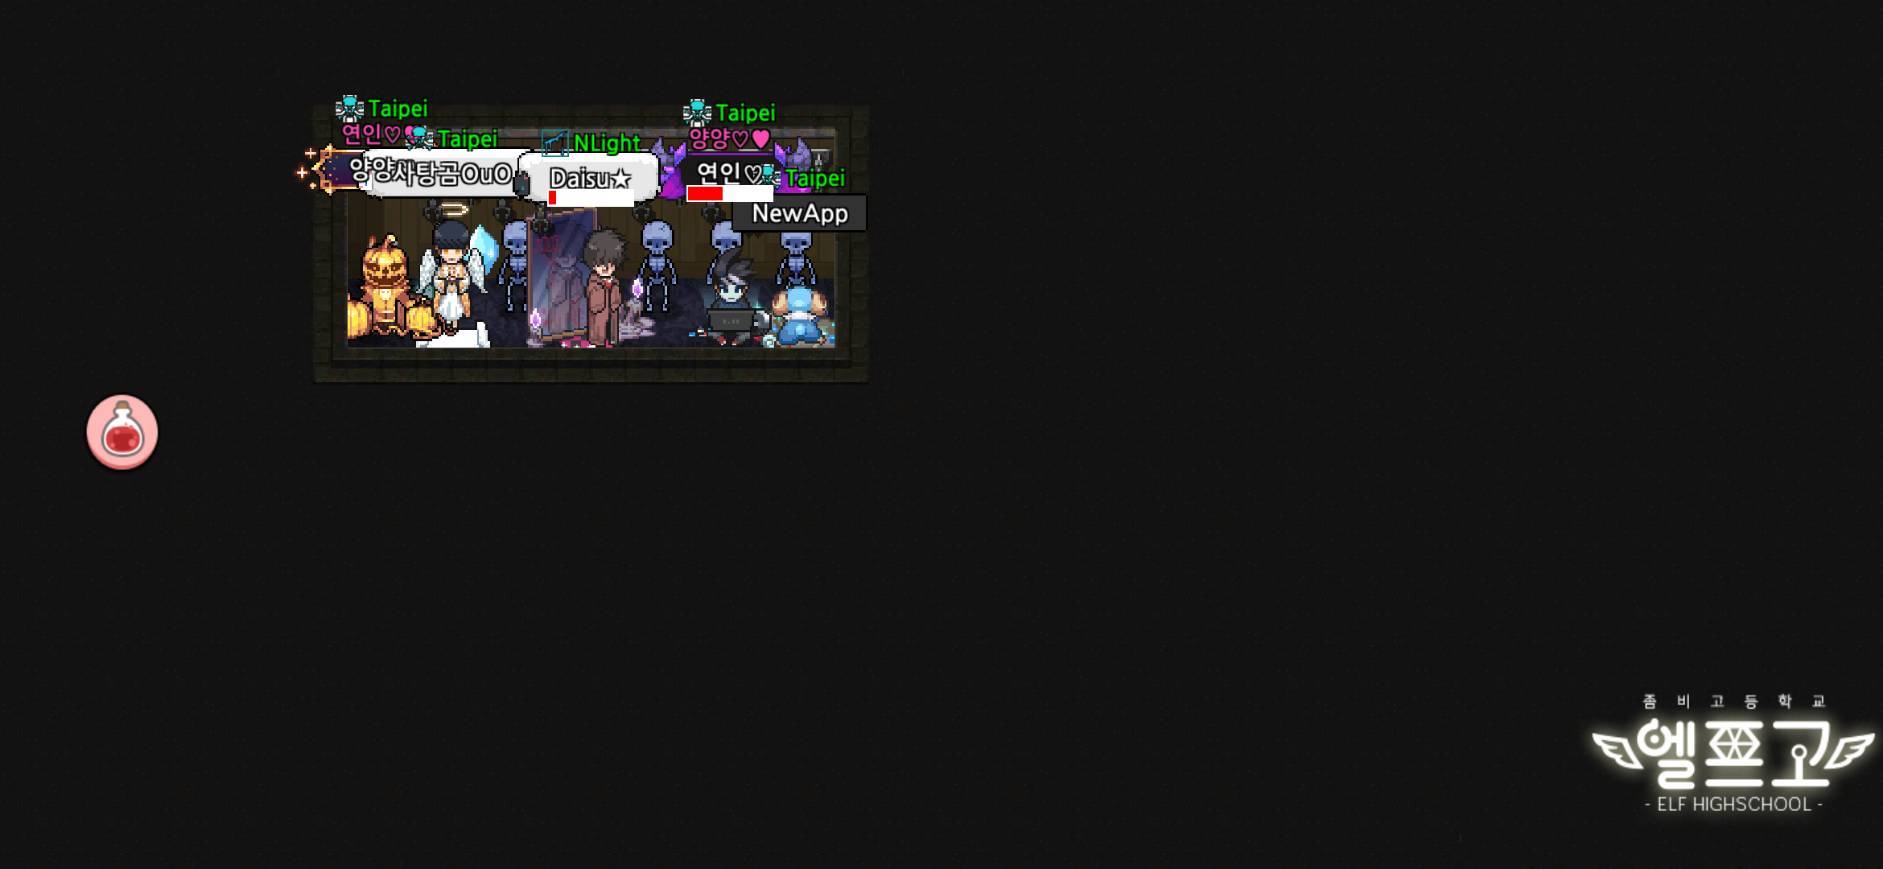 Taipei
연인♡
Taipei
양양
사탕곰OuO
NLight
Daisu★
Taipei
양양♡♥
연인♡
Taipei
NewApp
좀비고등학교
엘프고
- ELF HIGHSCHOOL -